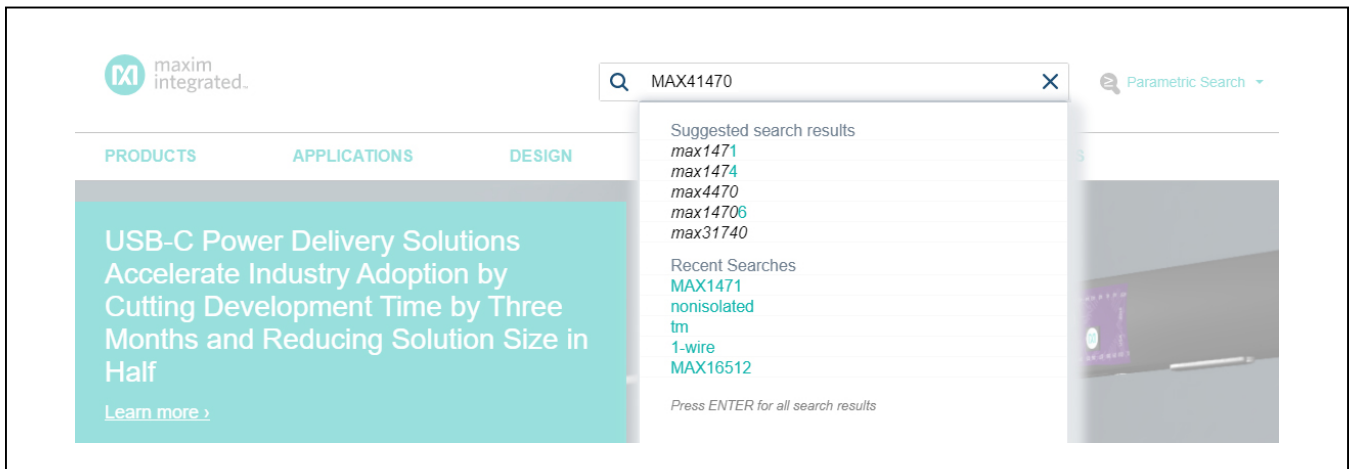 maxim
integrated™
MAX41470
Parametric Search
PRODUCTS
APPLICATIONS
DESIGN
Suggested search results
max1471
max1474
max4470
max14706
max31740
Recent Searches
MAX1471
nonisolated
tm
1-wire
MAX16512
Press ENTER for all search results
USB-C Power Delivery Solutions
Accelerate Industry Adoption by
Cutting Development Time by Three
Months and Reducing Solution Size in
Half
Learn more ›